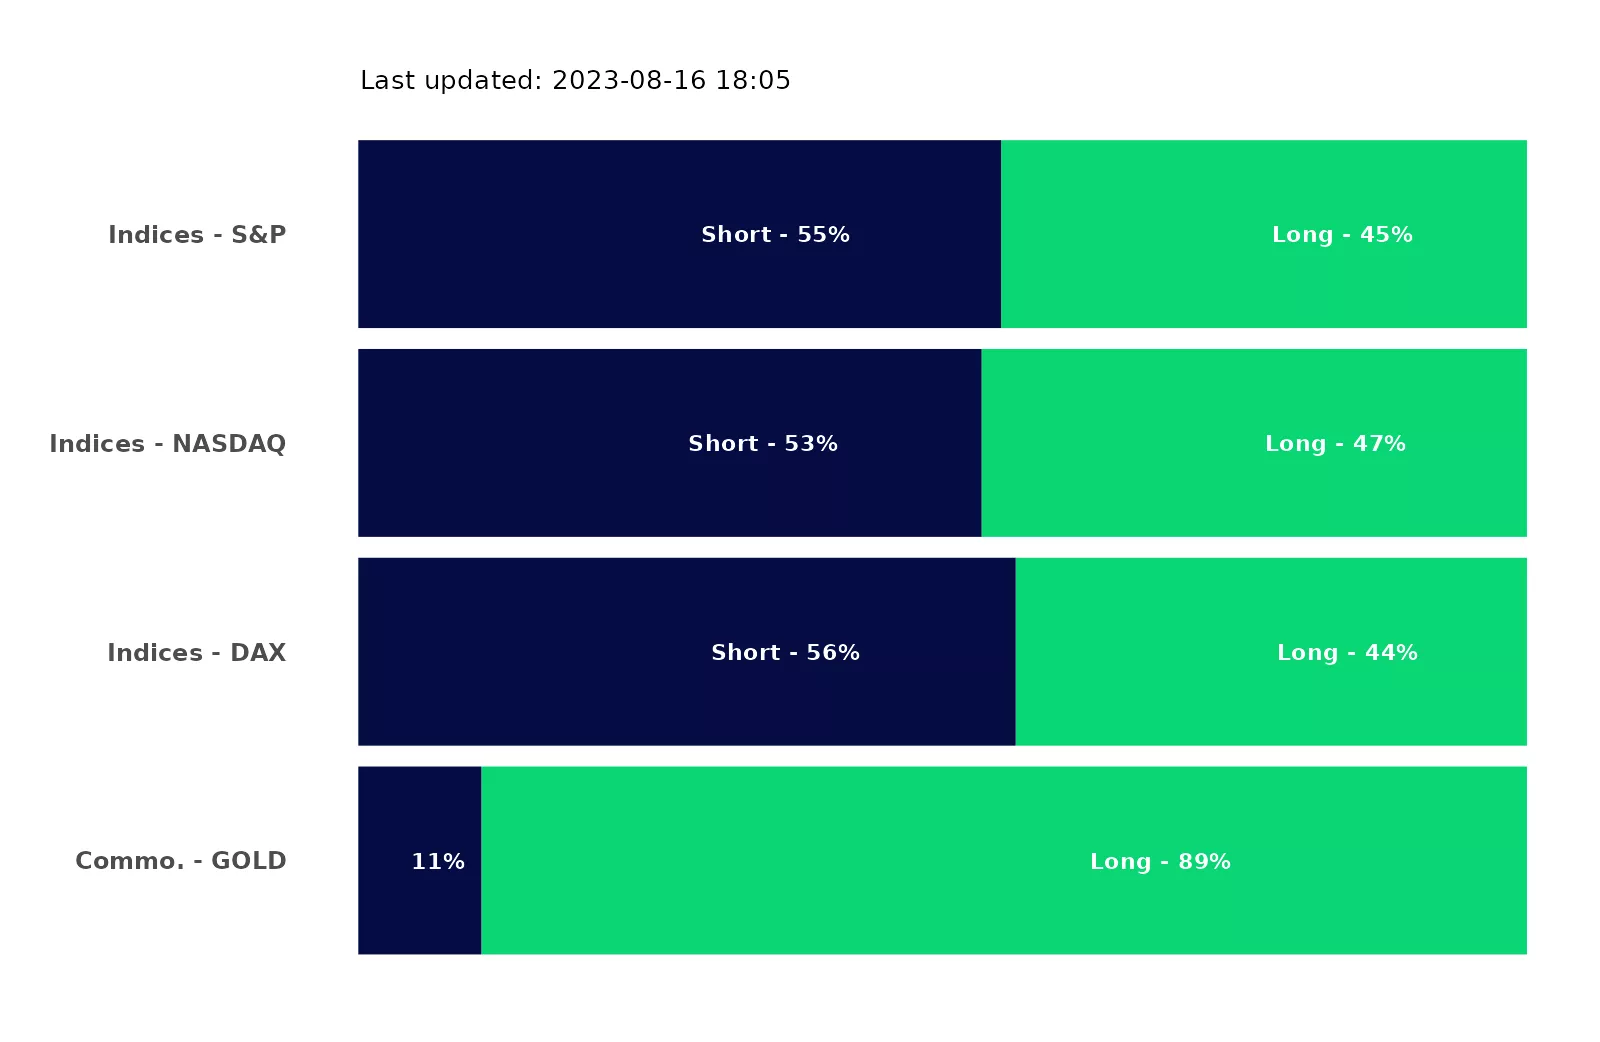 Last updated: 2023-08-16 18:05
Indices - S&P
Short - 55%
Long - 45%
Indices - NASDAQ
Short - 53%
Long - 47%
Indices - DAX
Short - 56%
Long - 44%
Commo. - GOLD
11%
Long - 89%